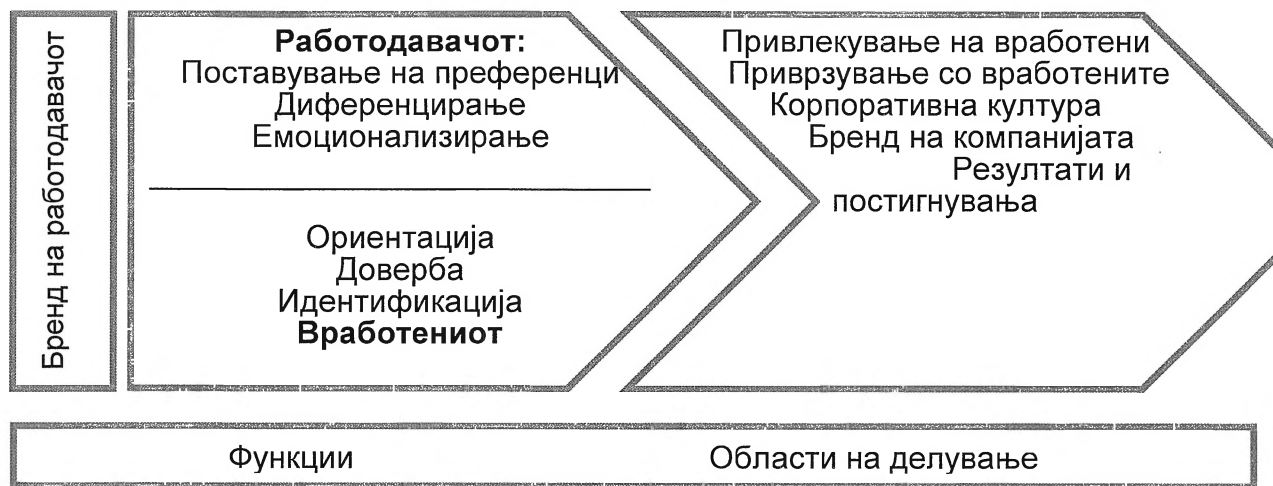 Бренд на работодавачот
Работодавачот:
Поставување на преференци
Диференцирање
Емоционализирање
Ориентација
Доверба
Идентификација
Вработениот
Привлекување на вработени
Приврзување со вработените
Корпоративна култура
Бренд на компанијата
Резултати и
постигнувања
Функции
Области на делување